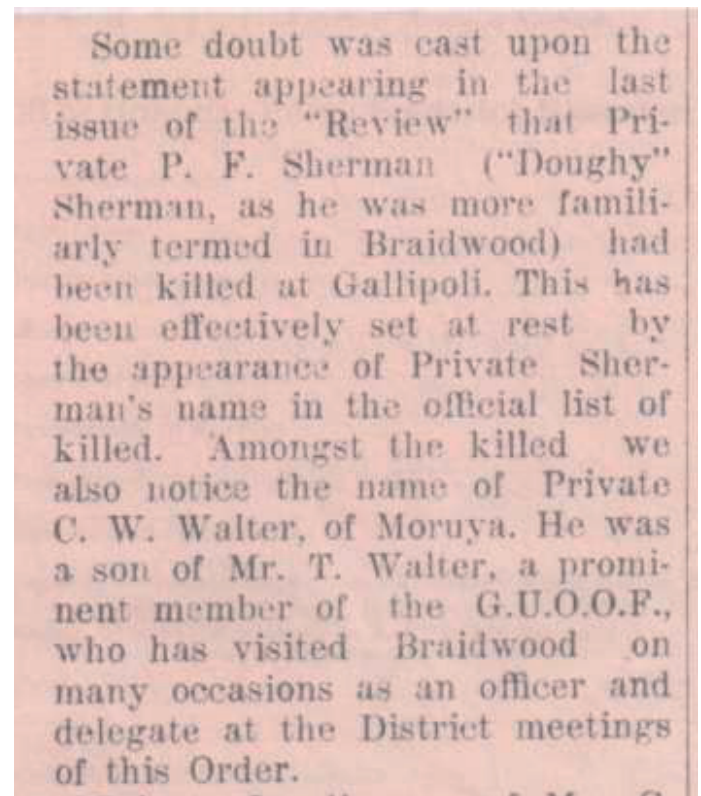 Some doubt was cast upon the
statement appearing in the last
issue of the "Review" that Pri-
vate P. F. Sherman ("Doughy"
Sherman, as he was more famili-
arly termed in Braidwood) had
been killed at Gallipoli. This has
been effectively set at rest by
the appearance of Private Sher-
man's name in the official list of
killed. Amongst the killed we
also notice the name of Private
C. W. Walter, of Moruya. He was
a son of Mr. T. Walter, a promi-
nent member of the G.U.O.O.F.,
who has visited Braidwood on
many occasions as an officer and
delegate at the District meetings
of this Order.